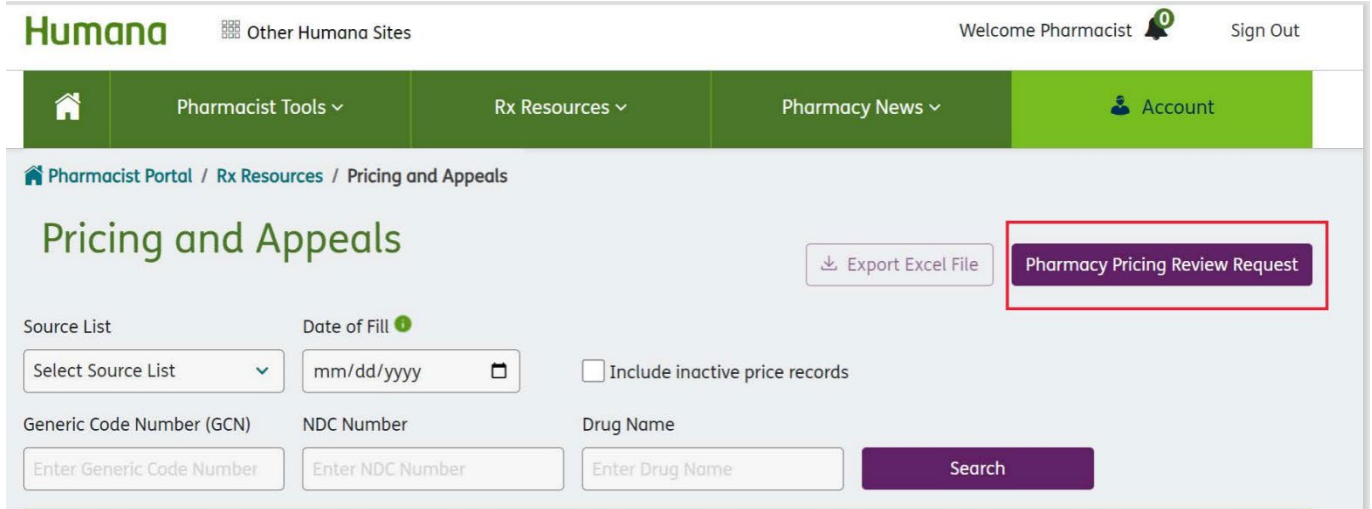 Humana
Other Humana Sites
Welcome Pharmacist
0
Sign Out
Pharmacist Tools
Rx Resources
Pharmacy News
Account
Pharmacist Portal / Rx Resources / Pricing and Appeals
Pricing and Appeals
Export Excel File
Pharmacy Pricing Review Request
Source List
Date of Fill
Select Source List
mm/dd/yyyy
Include inactive price records
Generic Code Number (GCN)
NDC Number
Drug Name
Enter Generic Code Number
Enter NDC Number
Enter Drug Name
Search